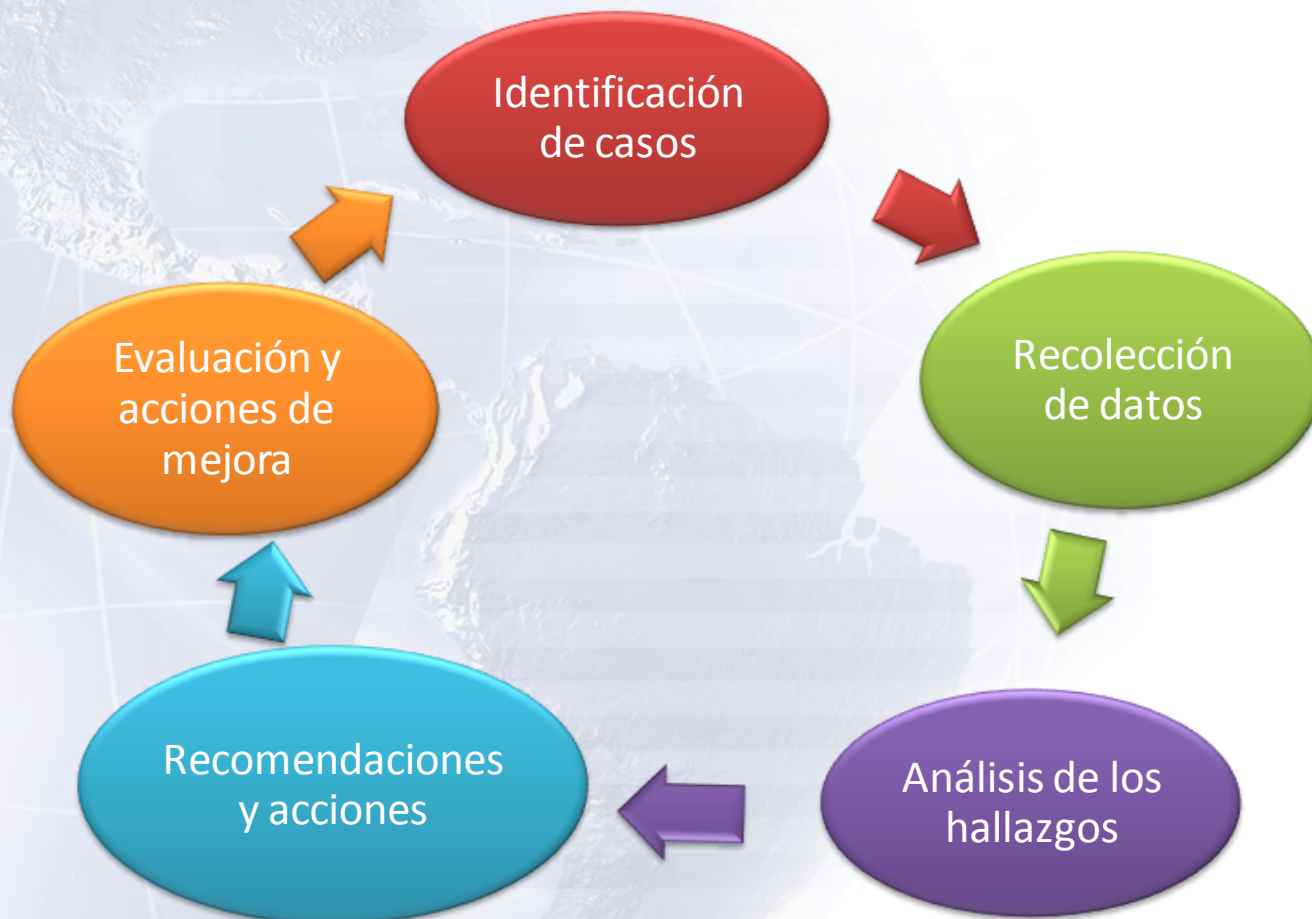 Identificación
de casos
Recolección
de datos
Análisis de los
hallazgos
Recomendaciones
y acciones
Evaluación y
acciones de
mejora